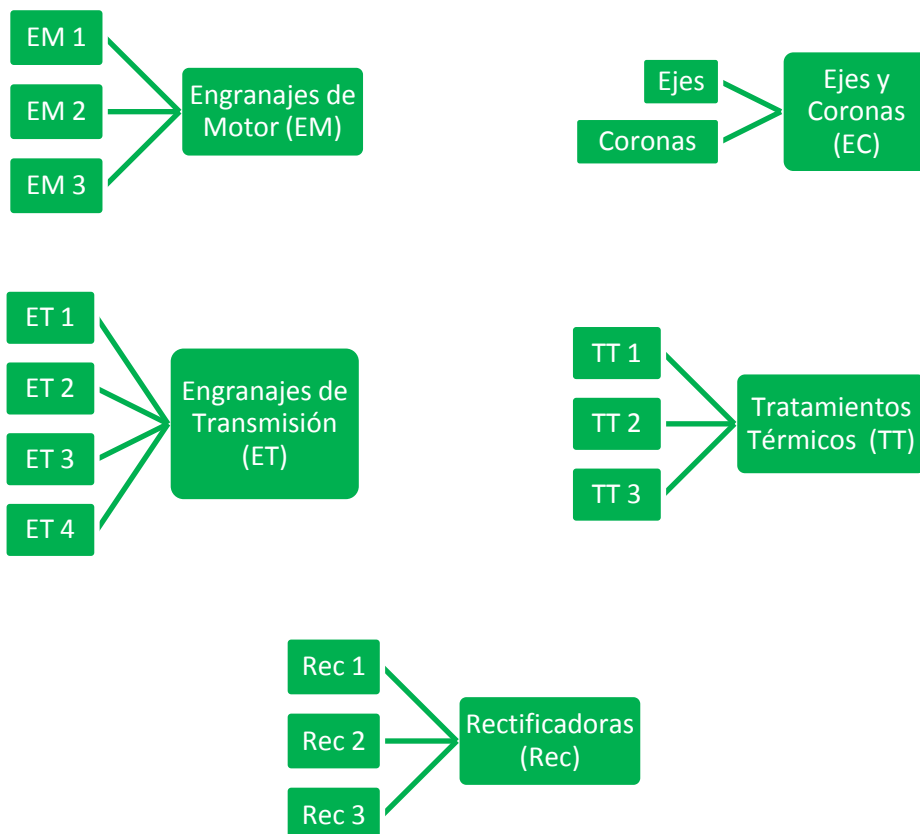 EM 1
EM 2
EM 3
Engranajes de
Motor (EM)
Ejes
Coronas
Ejes y
Coronas
(EC)
ET 1
ET 2
ET 3
ET 4
Engranajes de
Transmisión
(ET)
TT 1
TT 2
TT 3
Tratamientos
Térmicos (TT)
Rec 1
Rec 2
Rec 3
Rectificadoras
(Rec)